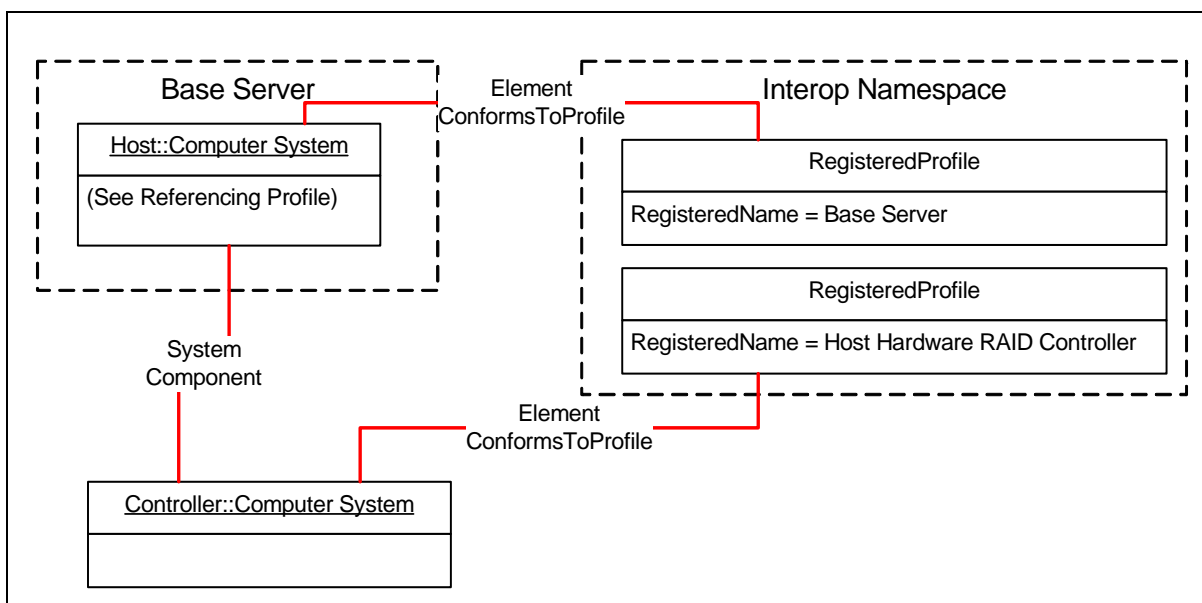 Base Server
Element
ConformsToProfile
Interop Namespace
Host::Computer System
(See Referencing Profile)
RegisteredProfile
RegisteredName = Base Server
RegisteredProfile
RegisteredName = Host Hardware RAID Controller
System
Component
Element
ConformsToProfile
Controller::Computer System